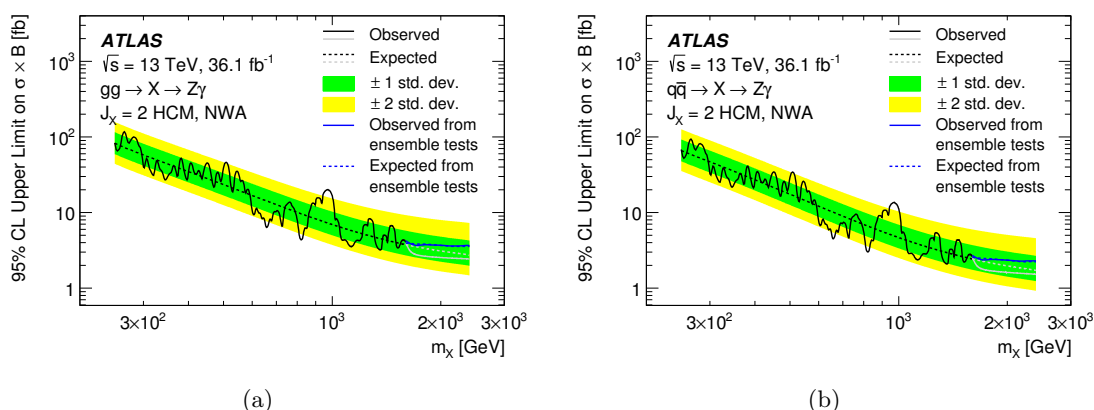 95% CL Upper Limit on σ × B [fb]
10³
10²
10
1
ATLAS
√s = 13 TeV, 36.1 fb⁻¹
gg → X → Zγ
J_X = 2 HCM, NWA
Observed
Expected
± 1 std. dev.
± 2 std. dev.
Observed from
ensemble tests
Expected from
ensemble tests
3×10² 10³ 2×10³ 3×10³
m_X [GeV]
(a)
95% CL Upper Limit on σ × B [fb]
10³
10²
10
1
ATLAS
√s = 13 TeV, 36.1 fb⁻¹
qq̄ → X → Zγ
J_X = 2 HCM, NWA
Observed
Expected
± 1 std. dev.
± 2 std. dev.
Observed from
ensemble tests
Expected from
ensemble tests
3×10² 10³ 2×10³ 3×10³
m_X [GeV]
(b)